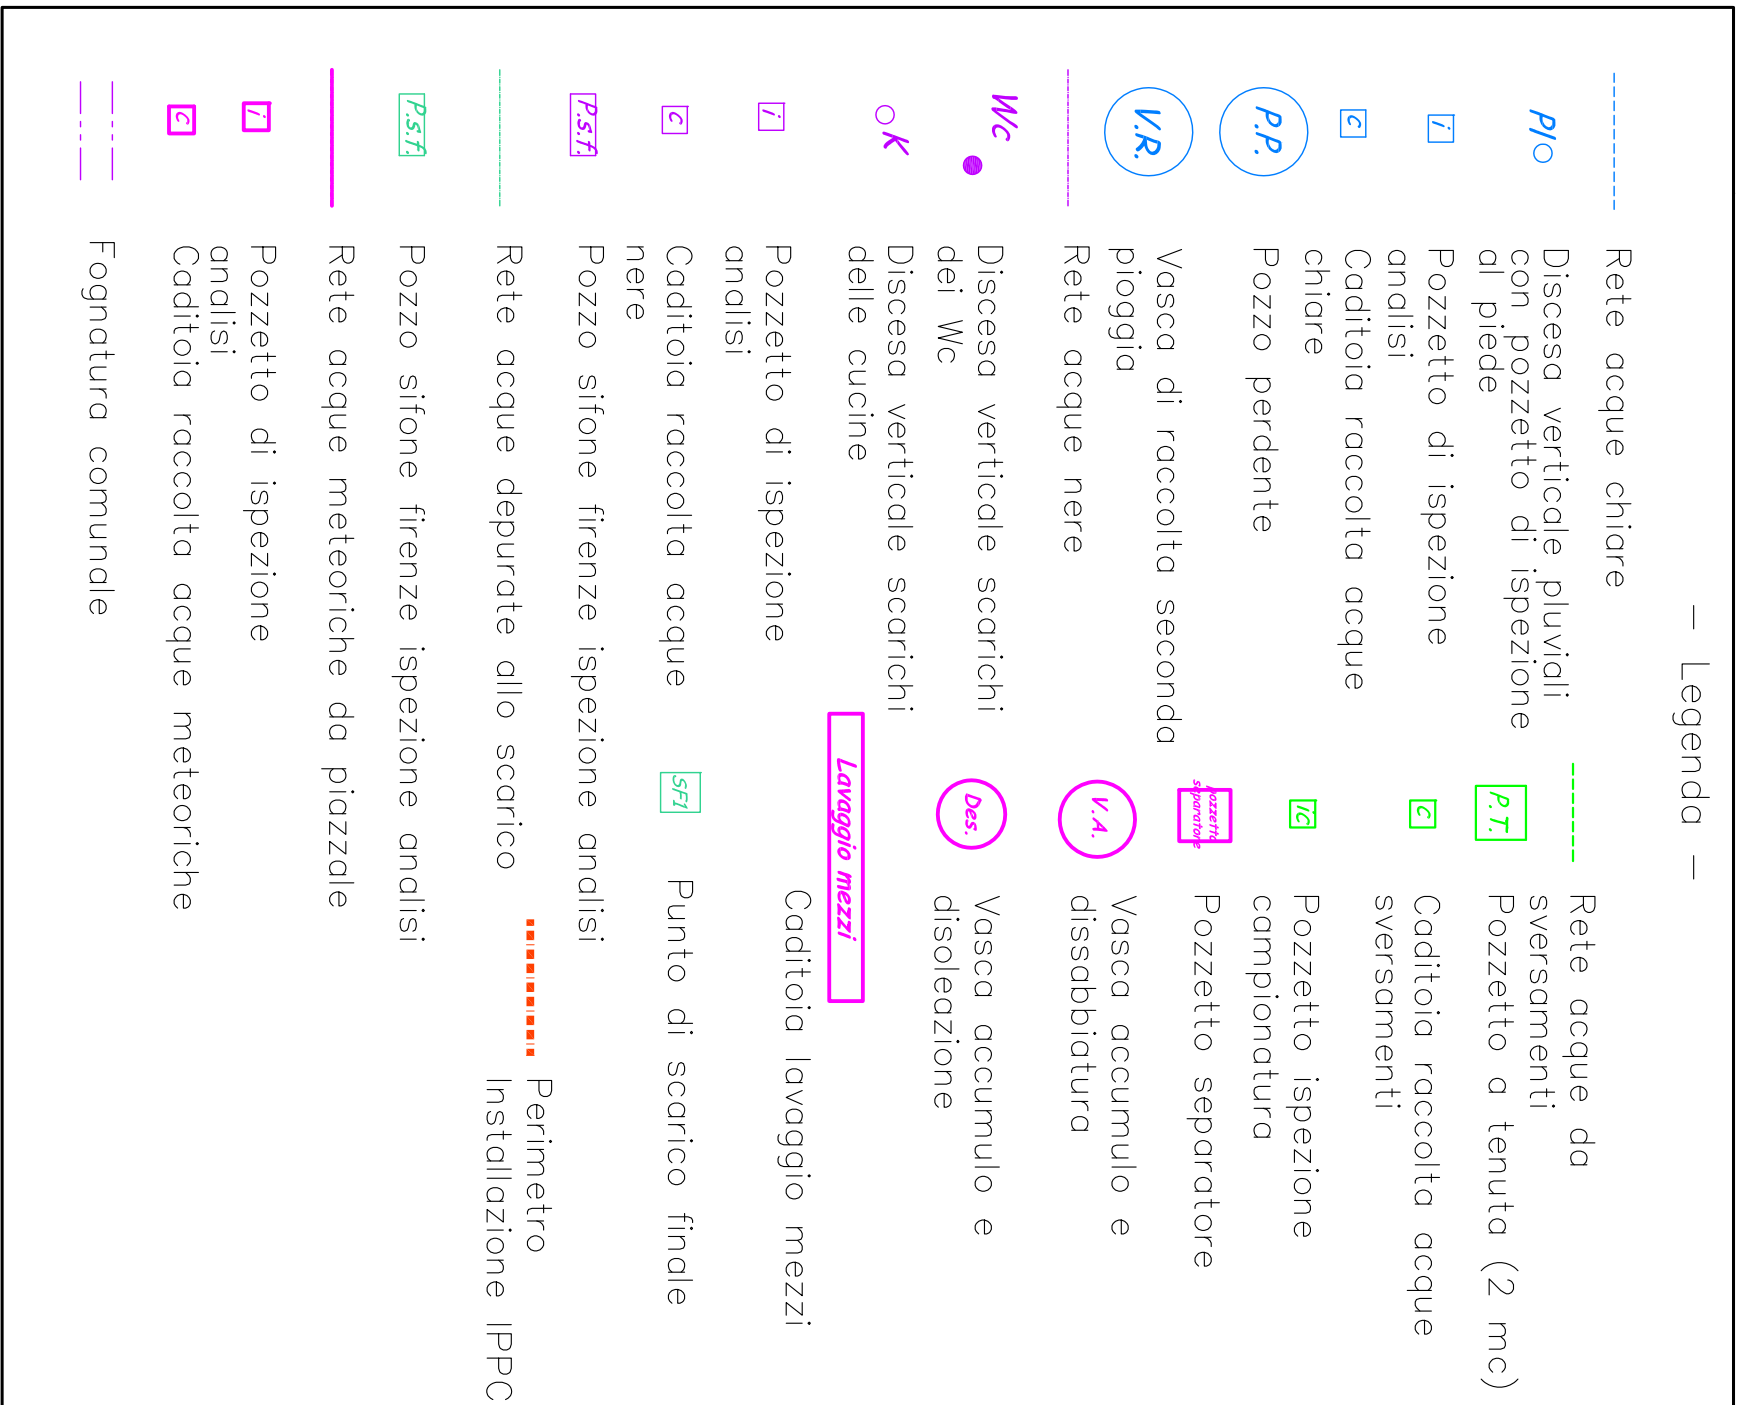 — Legenda —
Rete acque chiare
Pl
Discesa verticale pluviali
con pozzetto di ispezione
al piede
i
Pozzetto di ispezione
analisi
c
Caditoia raccolta acque
chiare
P.P.
Pozzo perdente
V.R.
Vasca di raccolta seconda
pioggia
Rete acque nere
Wc
Discesa verticale scarichi
dei Wc
K
Discesa verticale scarichi
delle cucine
i
Pozzetto di ispezione
analisi
c
Caditoia raccolta acque
nere
P.s.f.
Pozzo sifone firenze ispezione analisi
Rete acque depurate allo scarico
P.s.f.
Pozzo sifone firenze ispezione analisi
Rete acque meteoriche da piazzale
i
Pozzetto di ispezione
analisi
c
Caditoia raccolta acque meteoriche
Fognatura comunale
Rete acque da
sversamenti
P.T.
Pozzetto a tenuta (2 mc)
c
Caditoia raccolta acque
sversamenti
ic
Pozzetto ispezione
campionatura
pozzetto
separatore
Pozzetto separatore
V.A.
Vasca accumulo e
dissabbiatura
Des.
Vasca accumulo e
disoleazione
Lavaggio mezzi
Caditoia lavaggio mezzi
SF1
Punto di scarico finale
Perimetro
Installazione IPPC